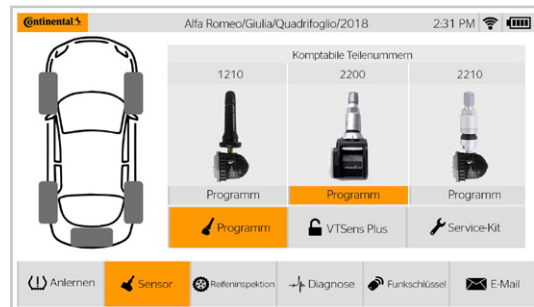 Continental
Alfa Romeo/Giulia/Quadrifoglio/2018 2:31 PM
Komptabile Teilenummern
1210 2200 2210
Programm Programm Programm
Programm VTSens Plus Service-Kit
Anlernen Sensor Reifeninspektion Diagnose Funkschlüssel E-Mail